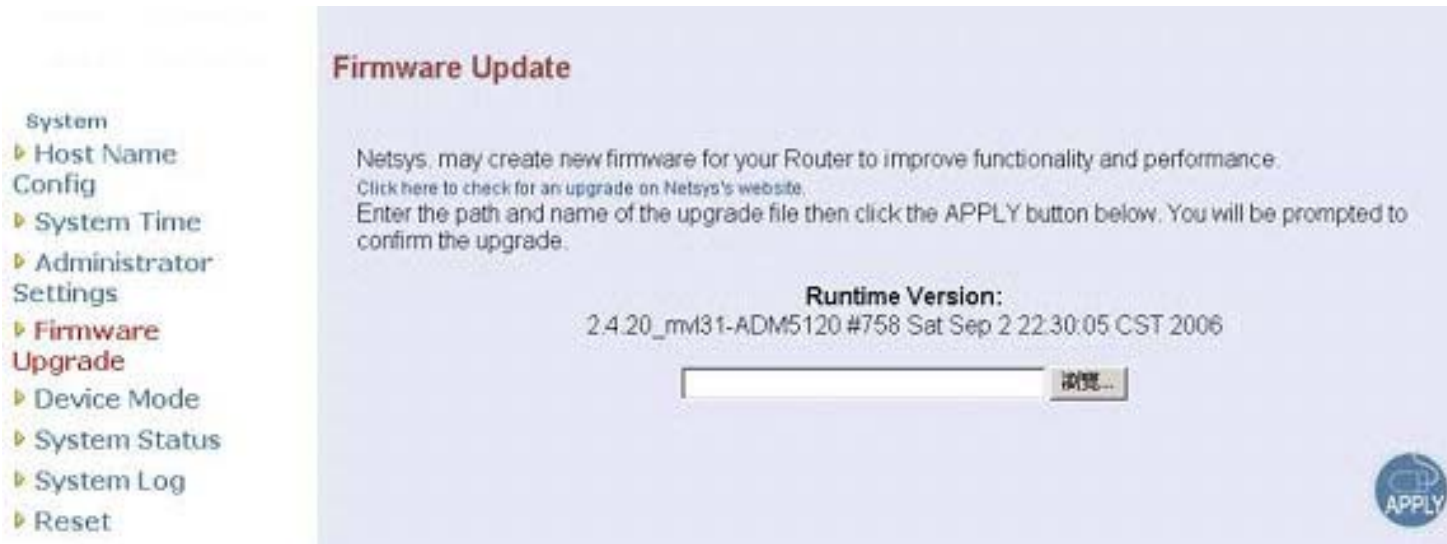 System
Host Name
Config
System Time
Administrator
Settings
Firmware
Upgrade
Device Mode
System Status
System Log
Reset
Firmware Update
Netsys. may create new firmware for your Router to improve functionality and performance.
Click here to check for an upgrade on Netsys's website.
Enter the path and name of the upgrade file then click the APPLY button below. You will be prompted to
confirm the upgrade.
Runtime Version:
2.4.20_mvl31-ADM5120 #758 Sat Sep 2 22:30:05 CST 2006
瀏覽...
APPLY